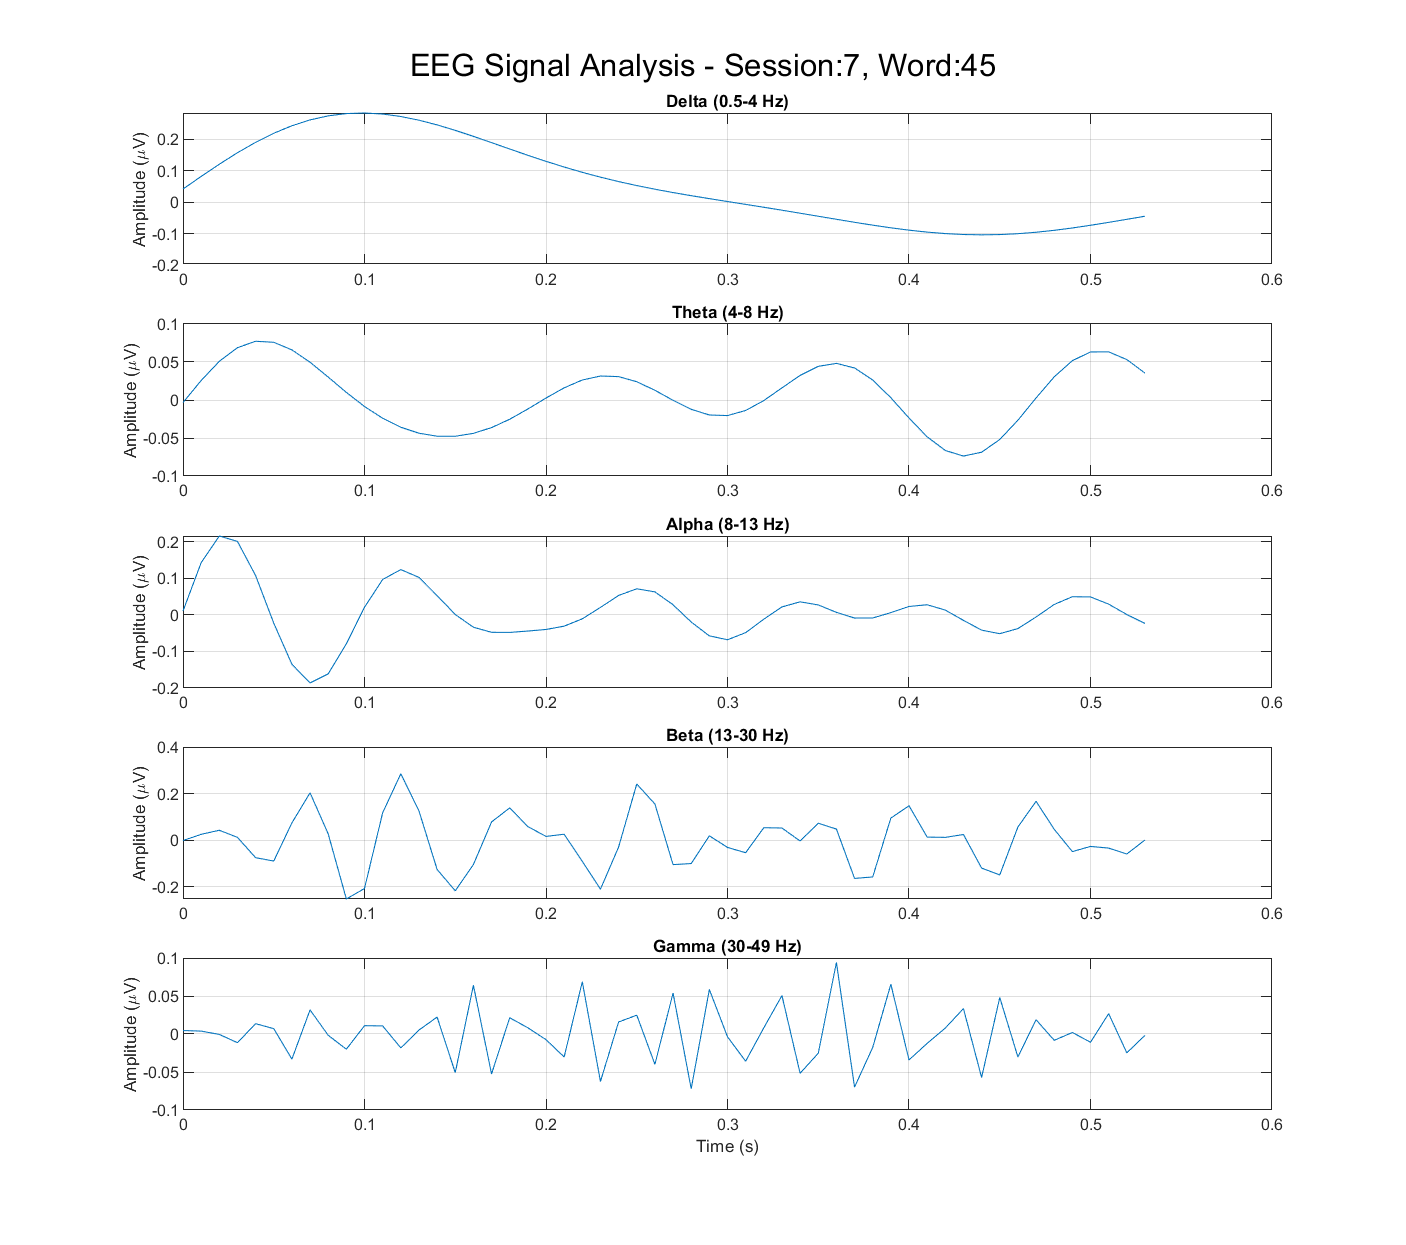 EEG Signal Analysis - Session:7, Word:45
Delta (0.5-4 Hz)
Amplitude (μV)
0.2
0.1
0
-0.1
-0.2
0 0.1 0.2 0.3 0.4 0.5 0.6
Theta (4-8 Hz)
Amplitude (μV)
0.1
0.05
0
-0.05
-0.1
0 0.1 0.2 0.3 0.4 0.5 0.6
Alpha (8-13 Hz)
Amplitude (μV)
0.2
0.1
0
-0.1
-0.2
0 0.1 0.2 0.3 0.4 0.5 0.6
Beta (13-30 Hz)
Amplitude (μV)
0.4
0.2
0
-0.2
0 0.1 0.2 0.3 0.4 0.5 0.6
Gamma (30-49 Hz)
Amplitude (μV)
0.1
0.05
0
-0.05
-0.1
0 0.1 0.2 0.3 0.4 0.5 0.6
Time (s)